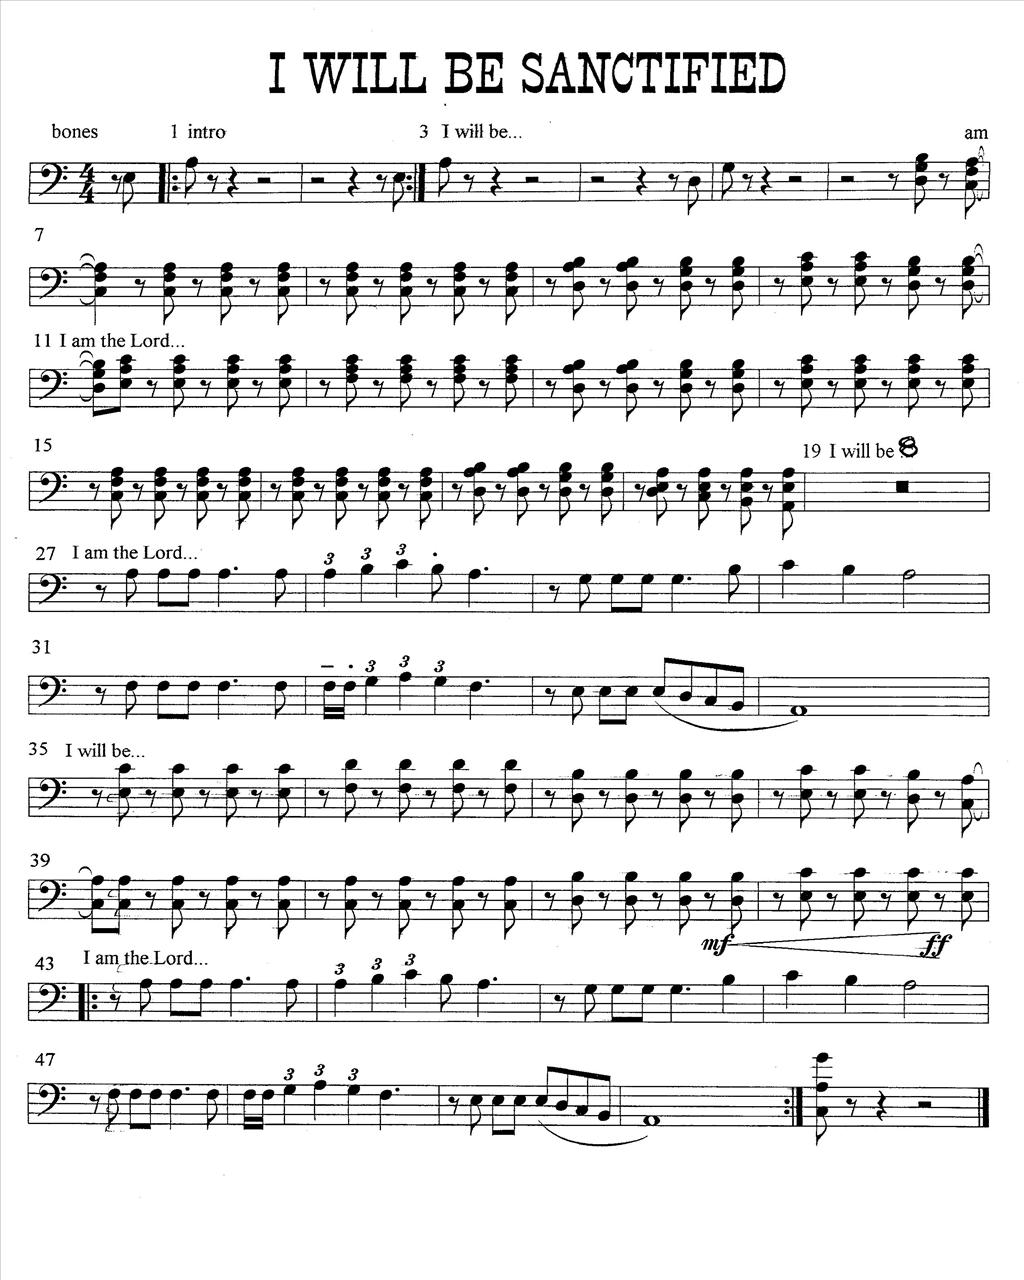 I WILL BE SANCTIFIED
bones 1 intro 3 I will be... am
4
4
7
11 I am the Lord...
15 19 I will be 8
27 I am the Lord...
3 3 3
31 3 3 3
35 I will be...
39
mf ff
43 I am the Lord...
3 3 3
47
3 3 3